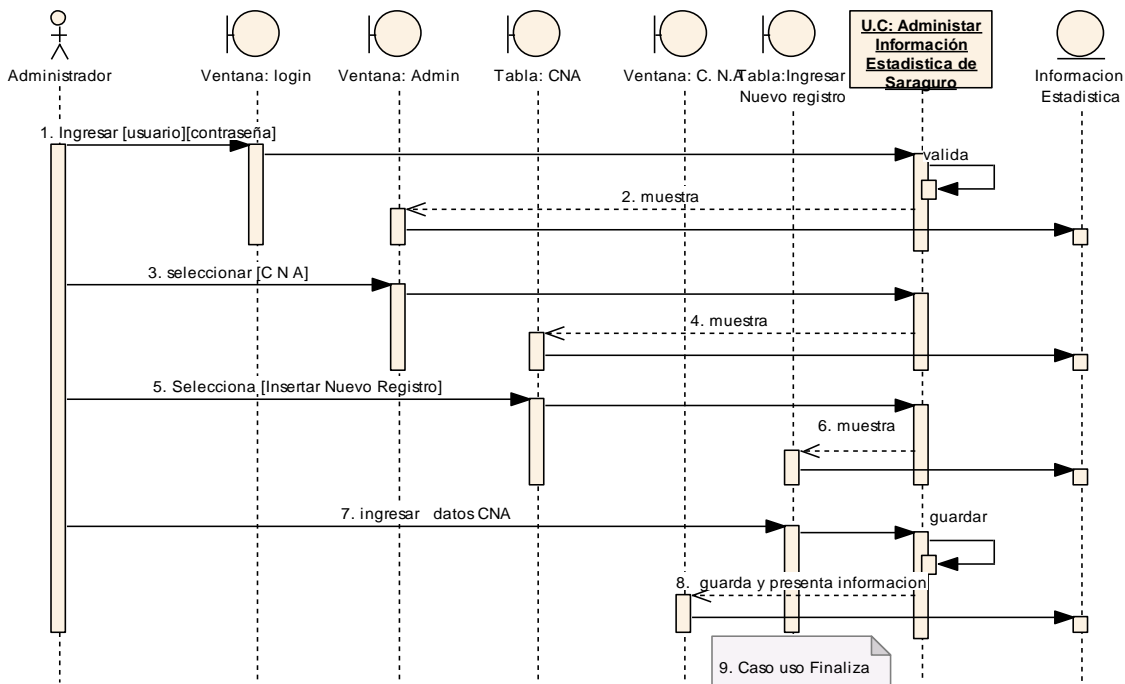 Administrador
Ventana: login
Ventana: Admin
Tabla: CNA
Ventana: C. N.A
Tabla:Ingresar
Nuevo registro
U.C: Administar
Información
Estadistica de
Saraguro
Informacion
Estadistica
1. Ingresar [usuario][contraseña]
valida
2. muestra
3. seleccionar [C N A]
4. muestra
5. Selecciona [Insertar Nuevo Registro]
6. muestra
7. ingresar datos CNA
guardar
8. guarda y presenta informacion
9. Caso uso Finaliza